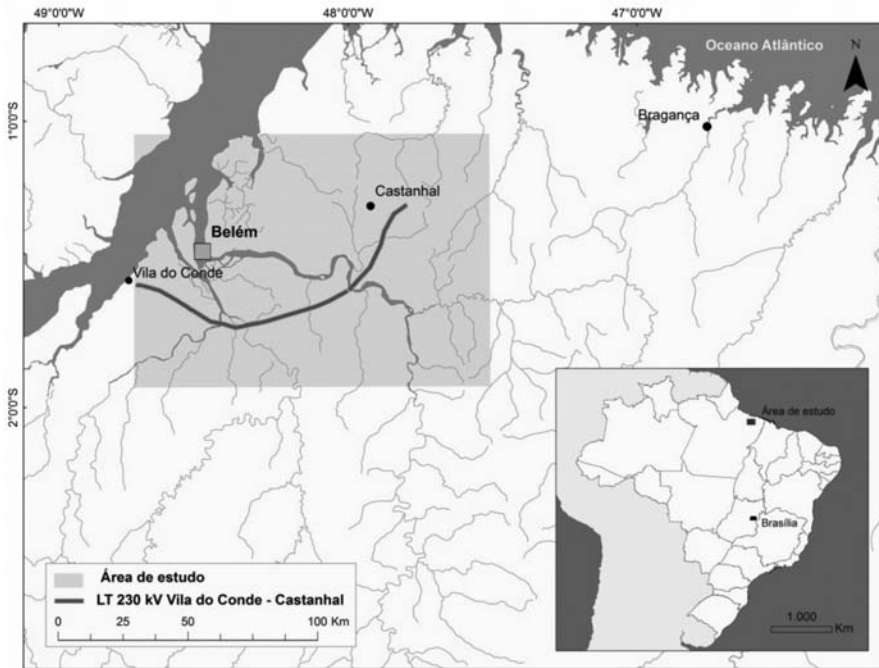 49°0'0"W
48°0'0"W
47°0'0"W
Oceano Atlântico
N
1°0'0"S
Bragança
Castanhal
Belém
Vila do Conde
2°0'0"S
Área de estudo
Brasília
1.000
Km
Área de estudo
LT 230 kV Vila do Conde - Castanhal
0 25 50 100 Km